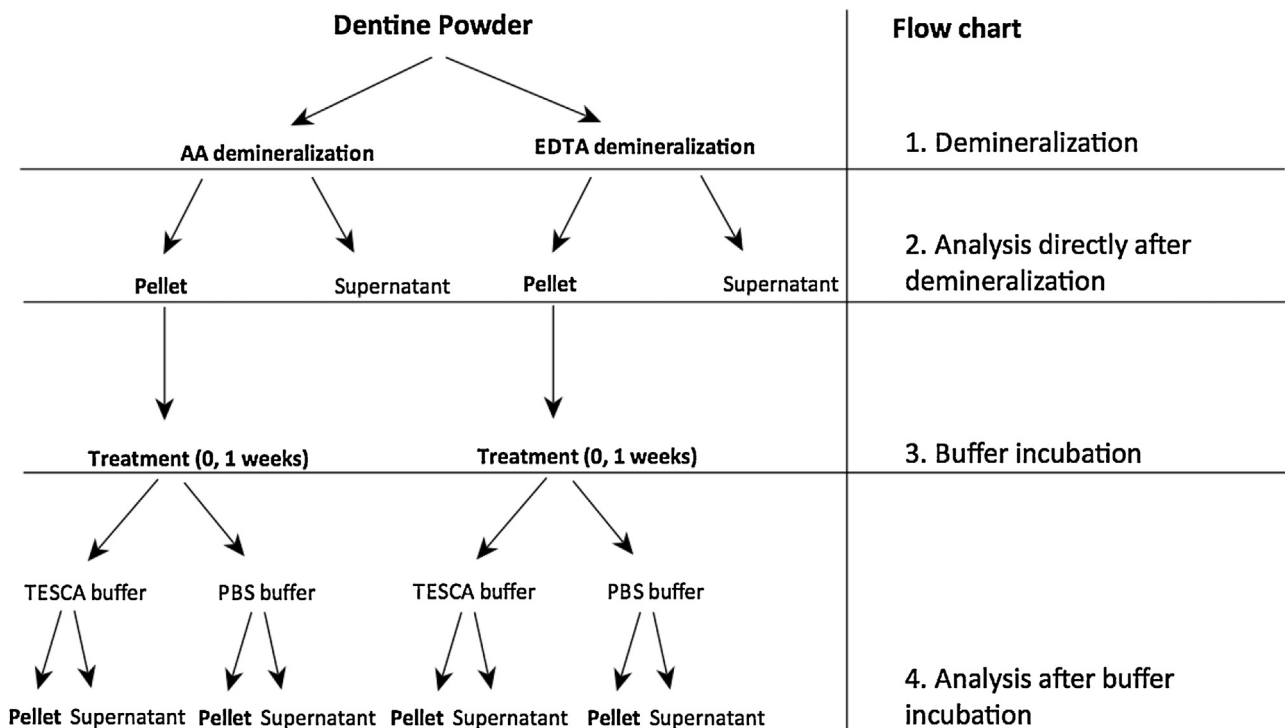 Dentine Powder
Flow chart
AA demineralization
EDTA demineralization
1. Demineralization
Pellet
Supernatant
Pellet
Supernatant
2. Analysis directly after
demineralization
Treatment (0, 1 weeks)
Treatment (0, 1 weeks)
3. Buffer incubation
TESCA buffer
PBS buffer
TESCA buffer
PBS buffer
Pellet Supernatant
Pellet Supernatant
Pellet Supernatant
Pellet Supernatant
4. Analysis after buffer
incubation